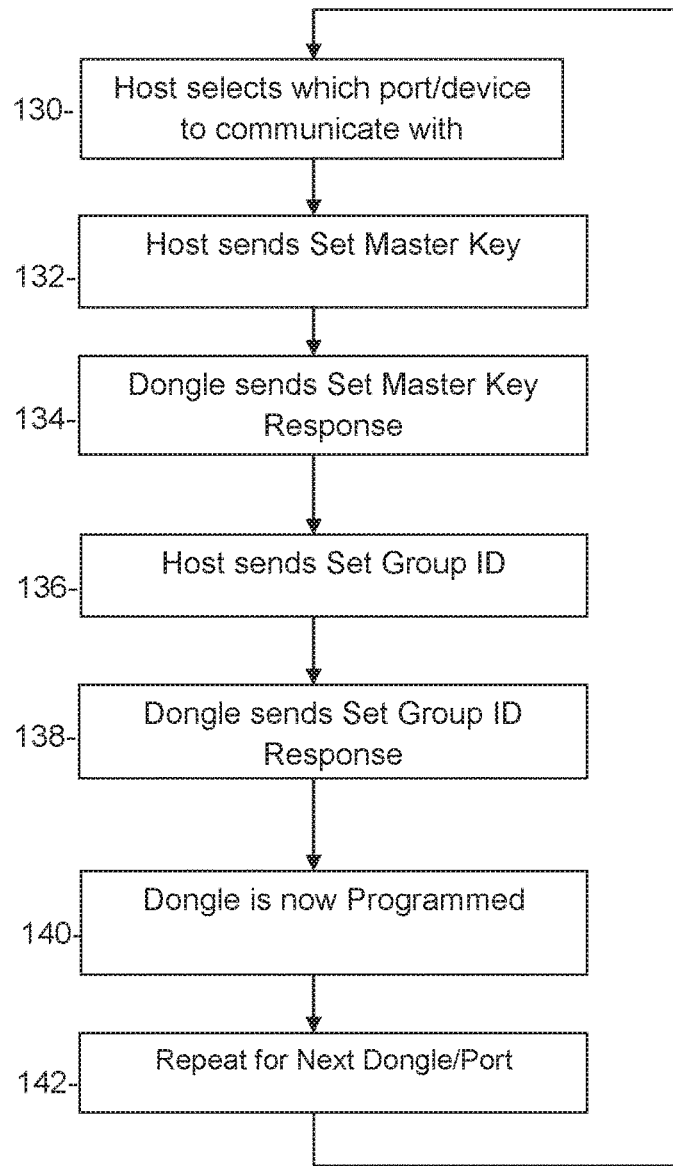 Host selects which port/device
130-
to communicate with
Host sends Set Master Key
132-
Dongle sends Set Master Key
134-
Response
Host sends Set Group ID
136-
Dongle sends Set Group ID
138-
Response
Dongle is now Programmed
140-
Repeat for Next Dongle/Port
142-